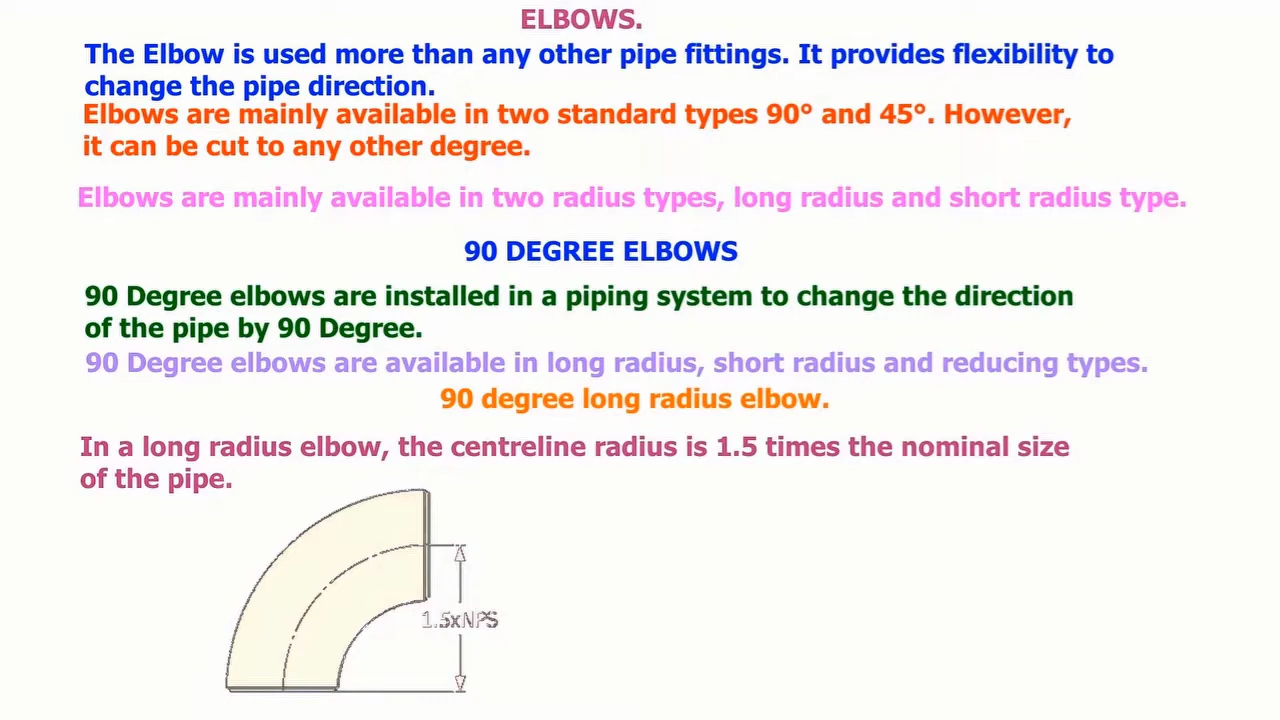 ELBOWS.
The Elbow is used more than any other pipe fittings. It provides flexibility to
change the pipe direction.
Elbows are mainly available in two standard types 90° and 45°. However,
it can be cut to any other degree.
Elbows are mainly available in two radius types, long radius and short radius type.
90 DEGREE ELBOWS
90 Degree elbows are installed in a piping system to change the direction
of the pipe by 90 Degree.
90 Degree elbows are available in long radius, short radius and reducing types.
90 degree long radius elbow.
In a long radius elbow, the centreline radius is 1.5 times the nominal size
of the pipe.
1.5xNPS